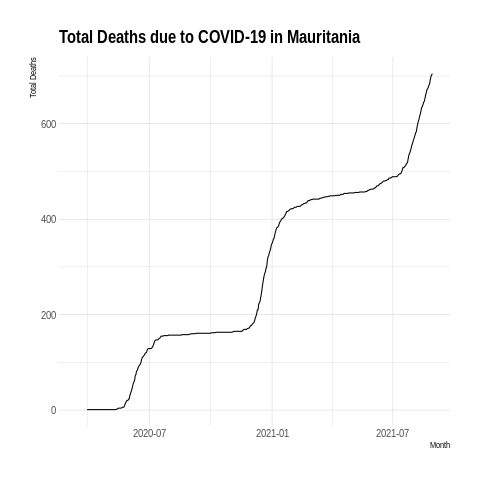 Total Deaths due to COVID-19 in Mauritania
Total Deaths
600
400
200
0
2020-07 2021-01 2021-07
Month